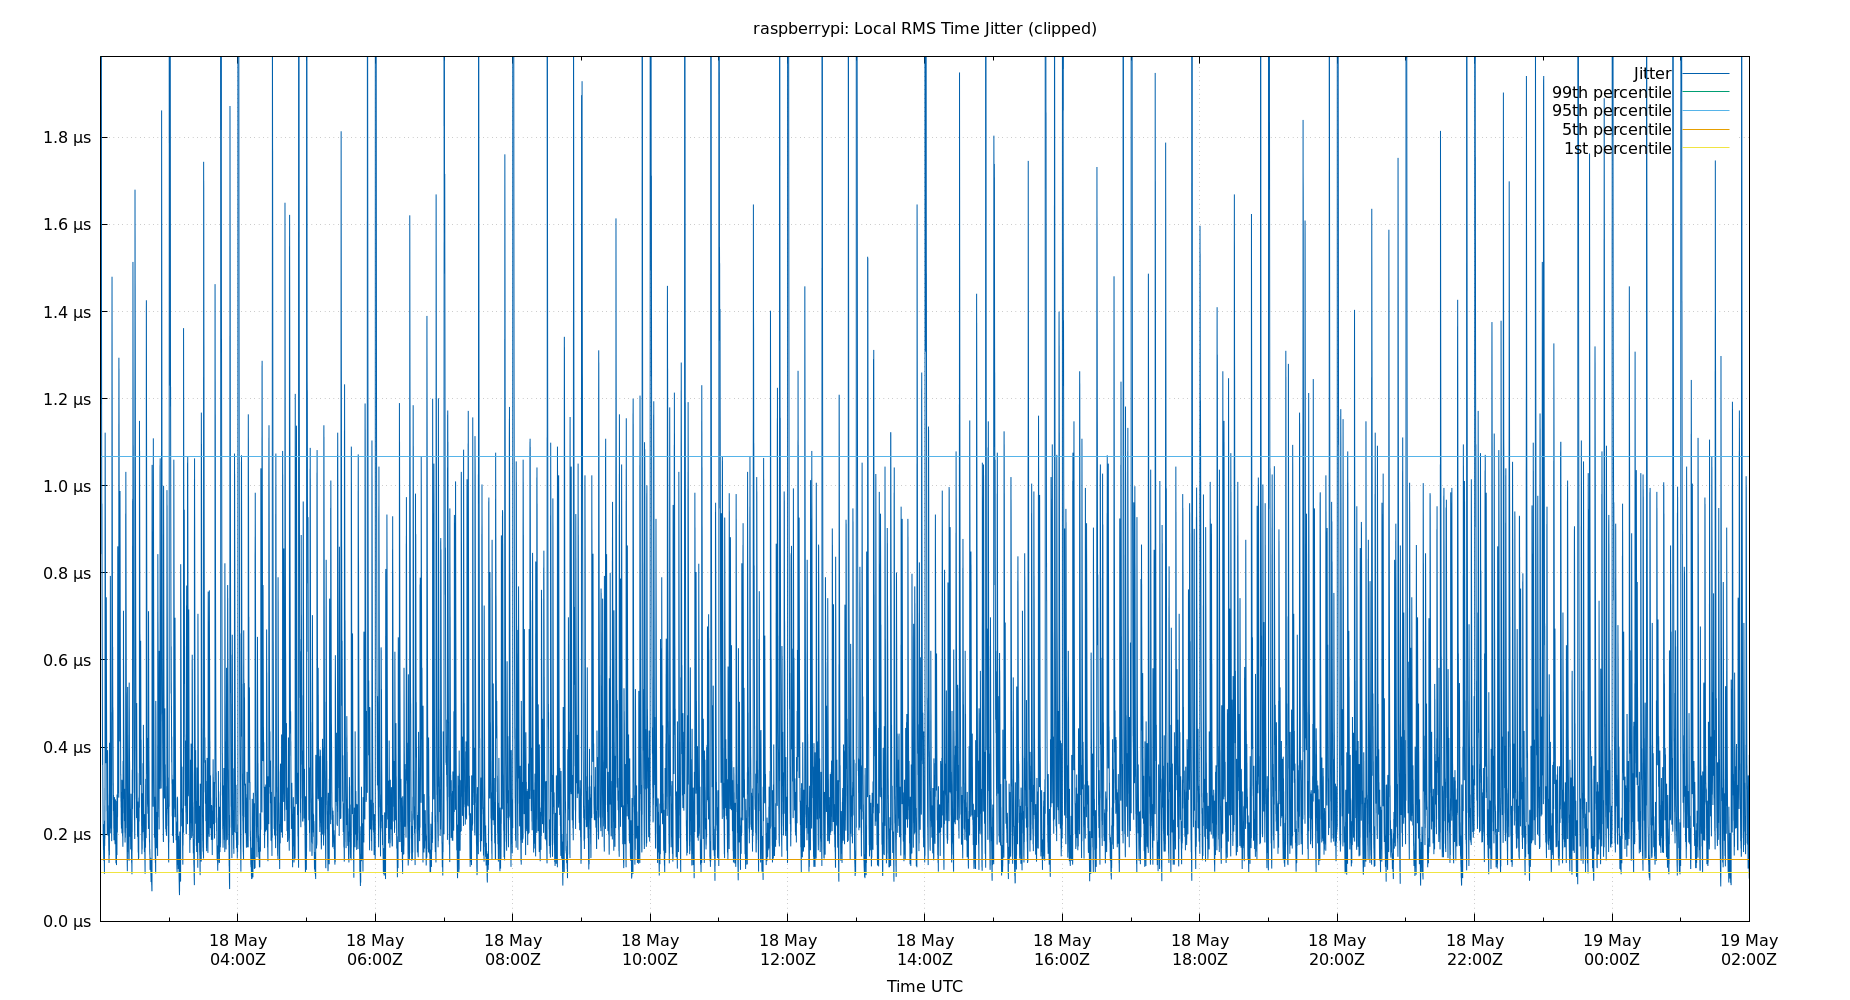 raspberrypi: Local RMS Time Jitter (clipped)
Jitter
99th percentile
95th percentile
5th percentile
1st percentile
1.8 µs
1.6 µs
1.4 µs
1.2 µs
1.0 µs
0.8 µs
0.6 µs
0.4 µs
0.2 µs
0.0 µs
18 May 18 May 18 May 18 May 18 May 18 May 18 May 18 May 18 May 18 May 19 May 19 May
04:00Z 06:00Z 08:00Z 10:00Z 12:00Z 14:00Z 16:00Z 18:00Z 20:00Z 22:00Z 00:00Z 02:00Z
Time UTC